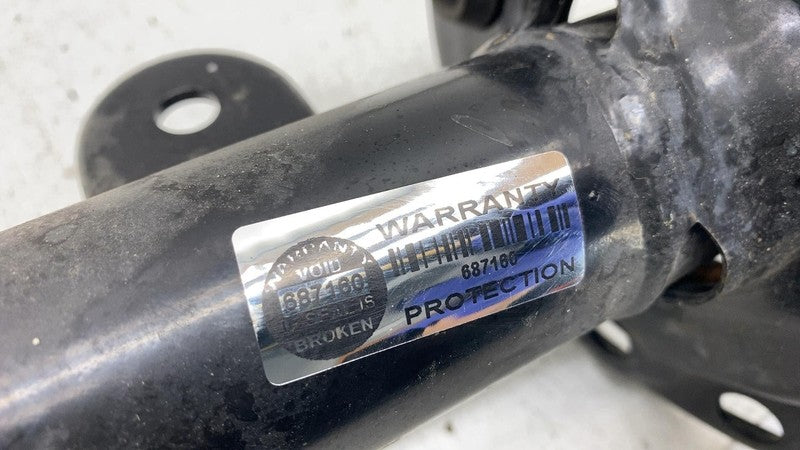 WARRANTY
VOID
687160
IF SEAL IS
BROKEN
WARRANTY
687160
PROTECTION